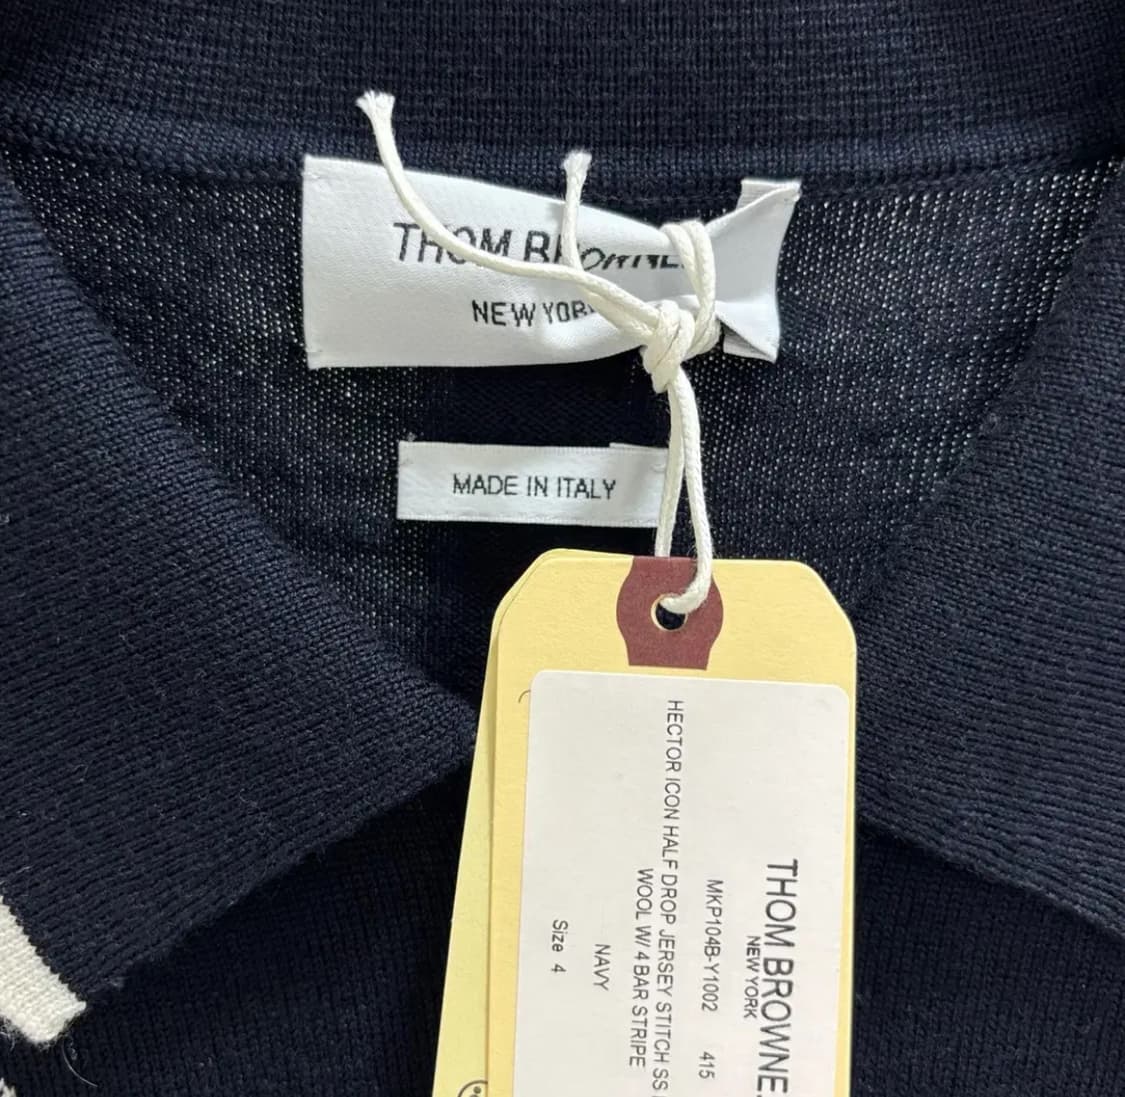 THOM BROWNE.
NEW YORK
MADE IN ITALY
THOM BROWNE.
NEW YORK
MKP104B-Y1002 415
HECTOR ICON HALF DROP JERSEY STITCH SS
WOOL W/ 4 BAR STRIPE
NAVY
Size 4